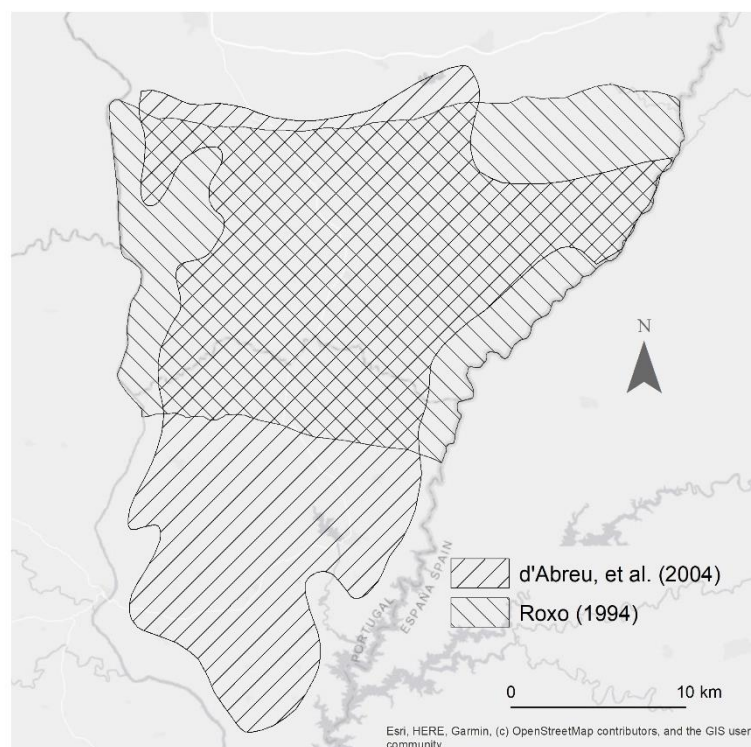 N
PORTUGAL
ESPAÑA SPAIN
d'Abreu, et al. (2004)
Roxo (1994)
0 10 km
Esri, HERE, Garmin, (c) OpenStreetMap contributors, and the GIS user
community